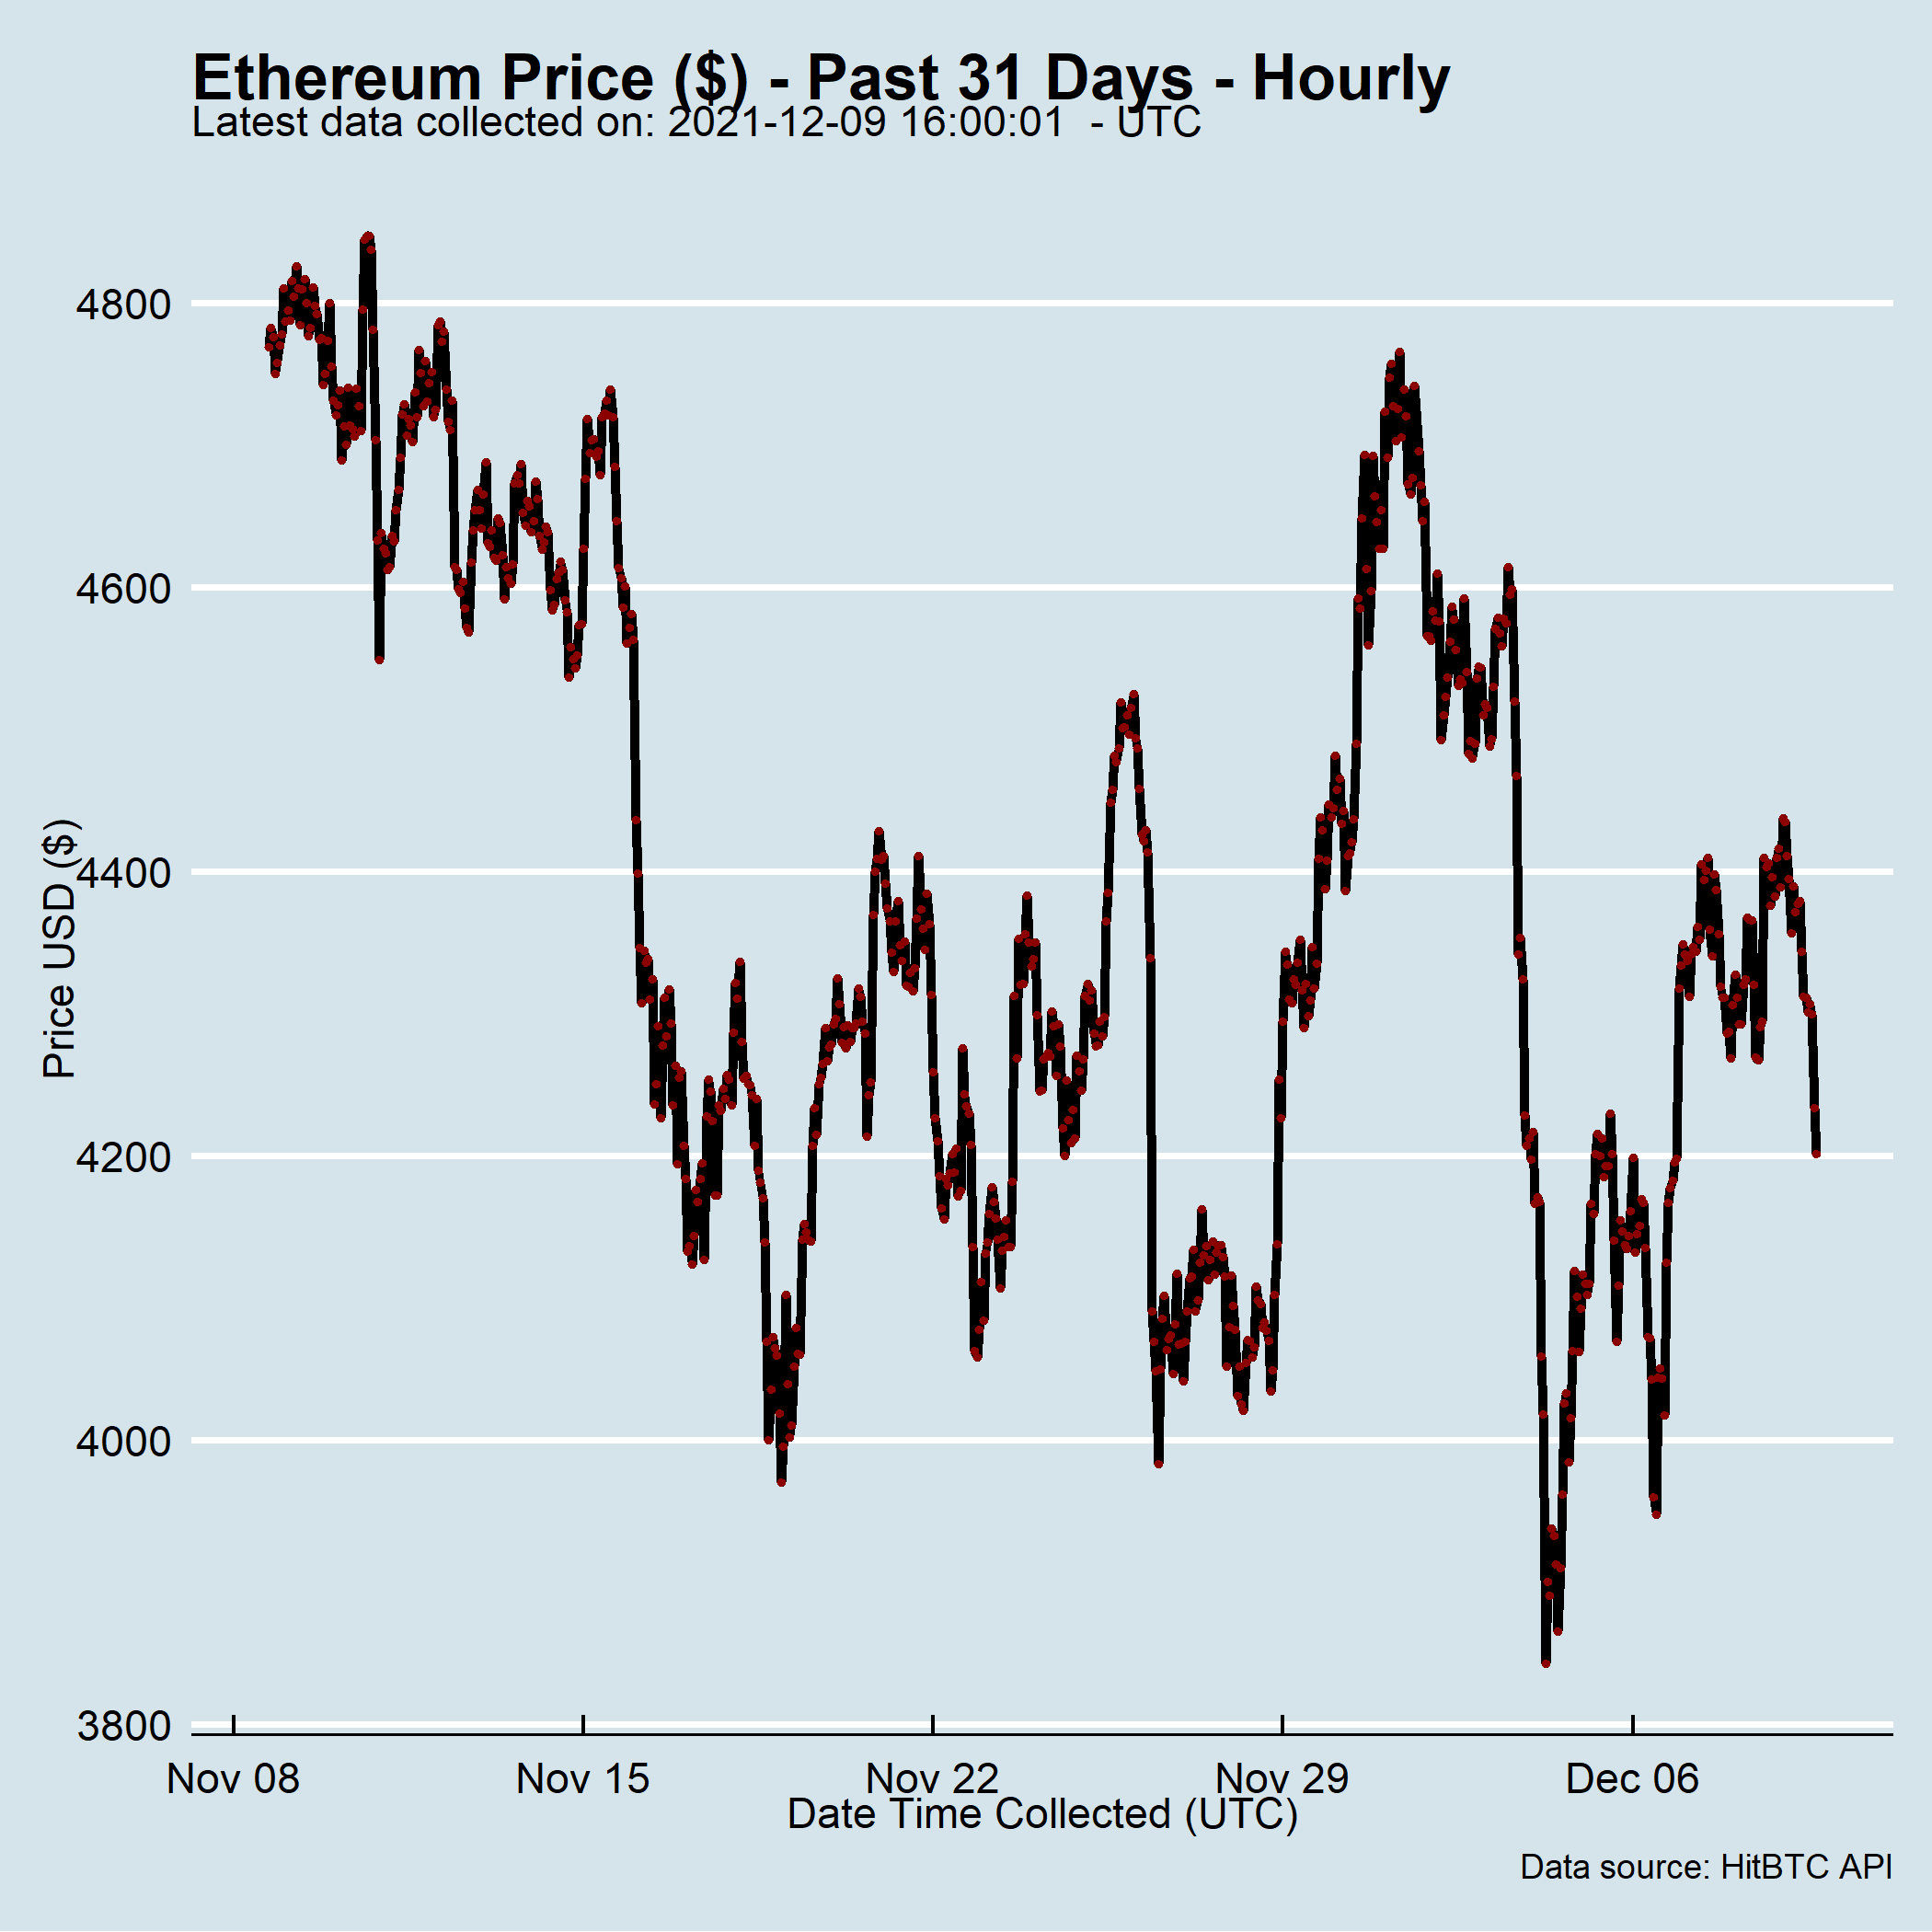 Ethereum Price ($) - Past 31 Days - Hourly
Latest data collected on: 2021-12-09 16:00:01  - UTC
Price USD ($)
4800
4600
4400
4200
4000
3800
Nov 08 Nov 15 Nov 22 Nov 29 Dec 06
Date Time Collected (UTC)
Data source: HitBTC API